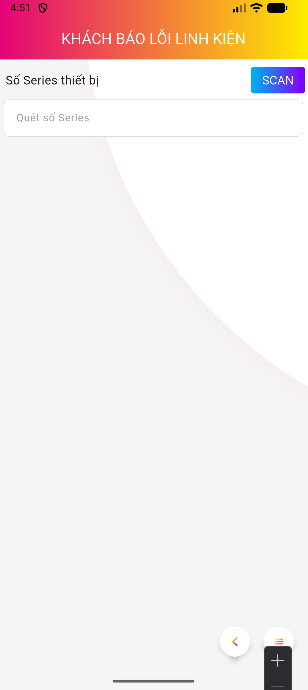 4:51
KHÁCH BÁO LỖI LINH KIỆN
Số Series thiết bị
SCAN
Quét số Series